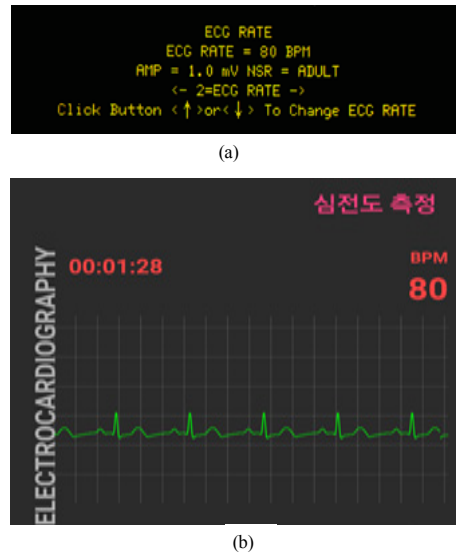 ECG RATE
ECG RATE = 80 BPM
AMP = 1.0 mV NSR = ADULT
<- 2=ECG RATE ->
Click Button <↑>or<↓> To Change ECG RATE
(a)
심전도 측정
ELECTROCARDIOGRAPHY
00:01:28
BPM
80
(b)